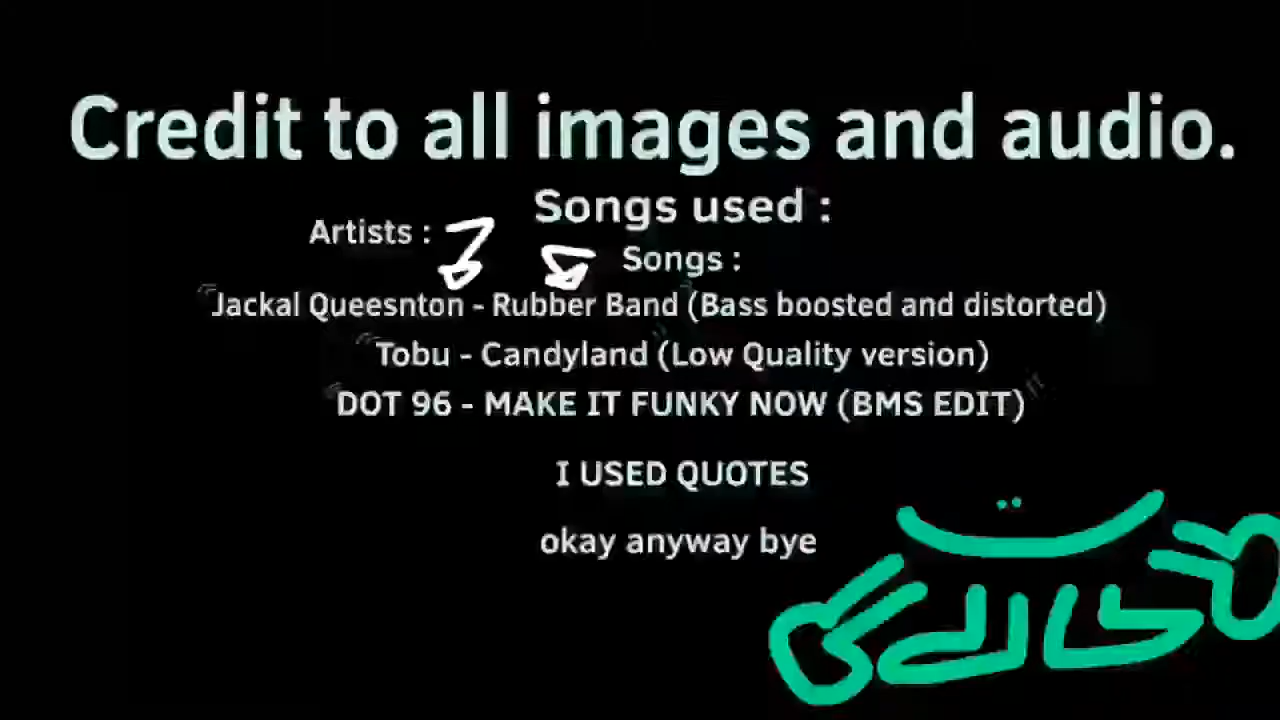 Credit to all images and audio.
Songs used :
Artists :
Songs :
"Jackal Queesnton - Rubber Band (Bass boosted and distorted)
"Tobu - Candyland (Low Quality version)"
"DOT 96 - MAKE IT FUNKY NOW (BMS EDIT)"
I USED QUOTES
okay anyway bye